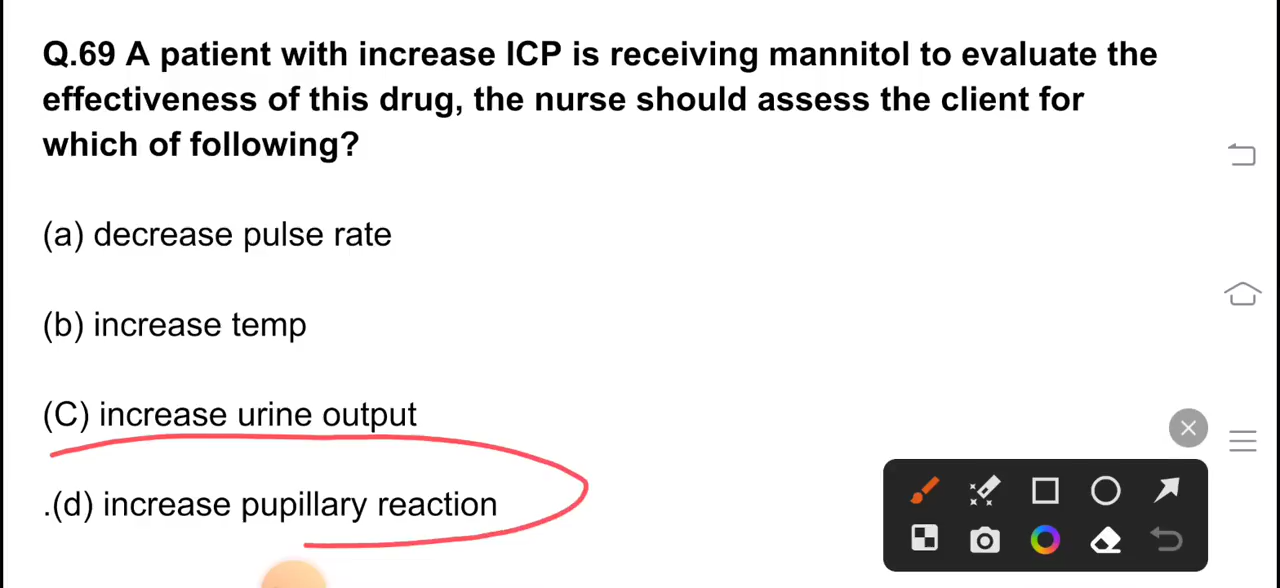 Q.69 A patient with increase ICP is receiving mannitol to evaluate the
effectiveness of this drug, the nurse should assess the client for
which of following?
(a) decrease pulse rate
(b) increase temp
(C) increase urine output
.(d) increase pupillary reaction